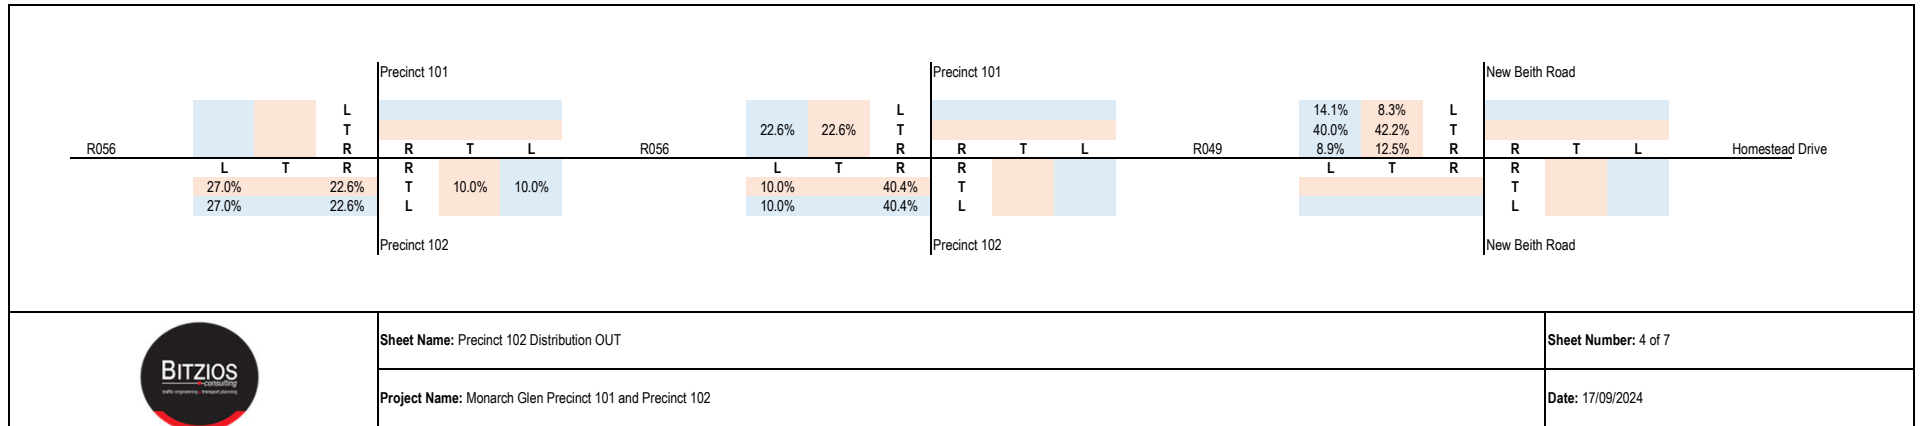 Precinct 101 Precinct 101 New Beith Road
L L 14.1% 8.3% L
T 22.6% 22.6% T 40.0% 42.2% T
R056 R R T L R056 R R T L R049 8.9% 12.5% R R T L Homestead Drive
L T R R L T R R L T R R
27.0% 22.6% T 10.0% 10.0% 10.0% 40.4% T T
27.0% 22.6% L 10.0% 40.4% L L
Precinct 102 Precinct 102 New Beith Road
Sheet Name: Precinct 102 Distribution OUT Sheet Number: 4 of 7
BITZIOS
consulting
traffic engineering - transport planning
Project Name: Monarch Glen Precinct 101 and Precinct 102 Date: 17/09/2024